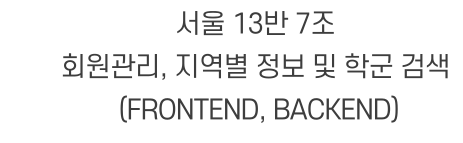 서울 13반 7조
회원관리, 지역별 정보 및 학군 검색
(FRONTEND, BACKEND)